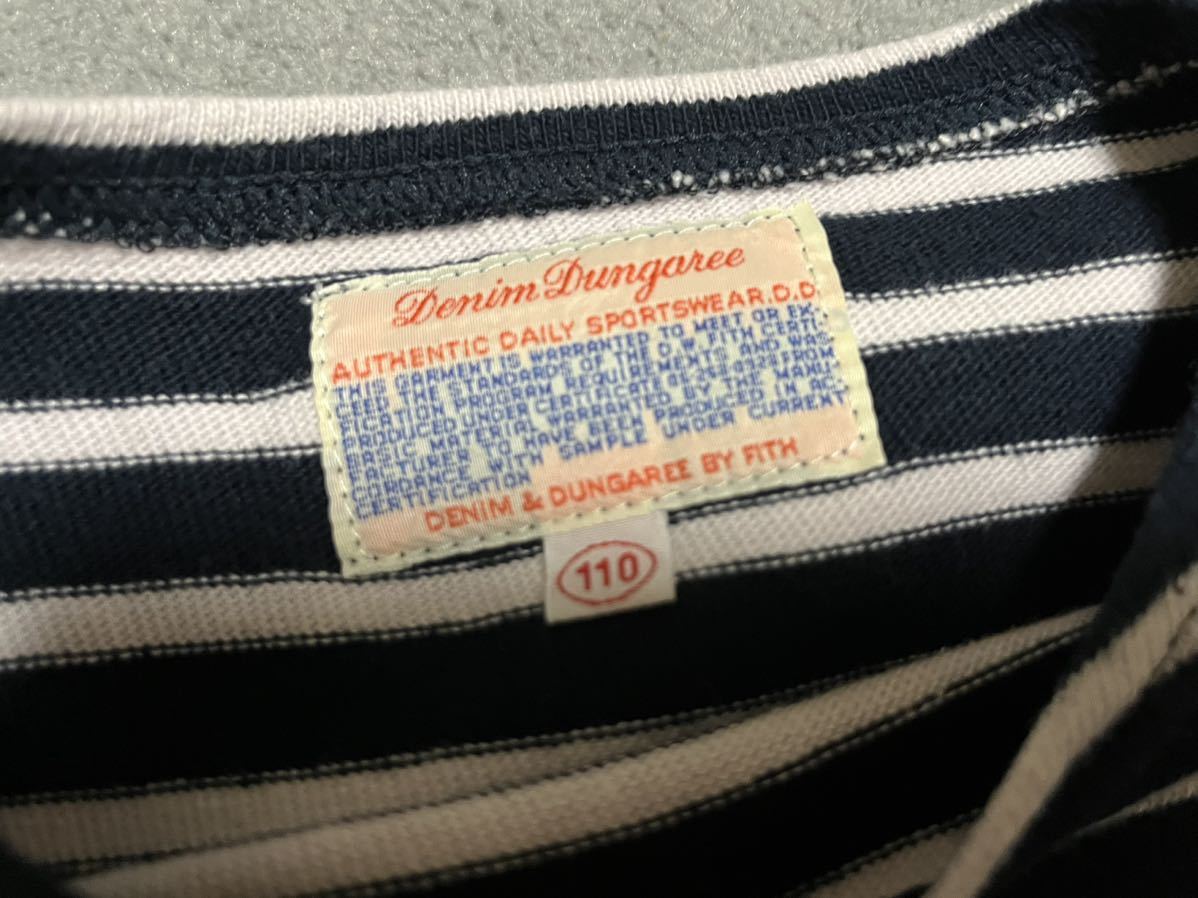 Denim Dungaree
AUTHENTIC DAILY SPORTSWEAR.D.D
THIS GARMENT IS WARRANTED TO MEET OR EX-
CEED THE STANDARDS OF THE D.W. FITH CERTI-
FICATION PROGRAM REQUIREMENTS AND WAS
PRODUCED UNDER CERTIFICATE
BASIC MATERIAL WARRANTED BY THE MANU-
FACTURER TO HAVE BEEN PRODUCED IN AC-
CORDANCE WITH SAMPLE UNDER CURRENT
CERTIFICATION
DENIM & DUNGAREE BY FITH
110